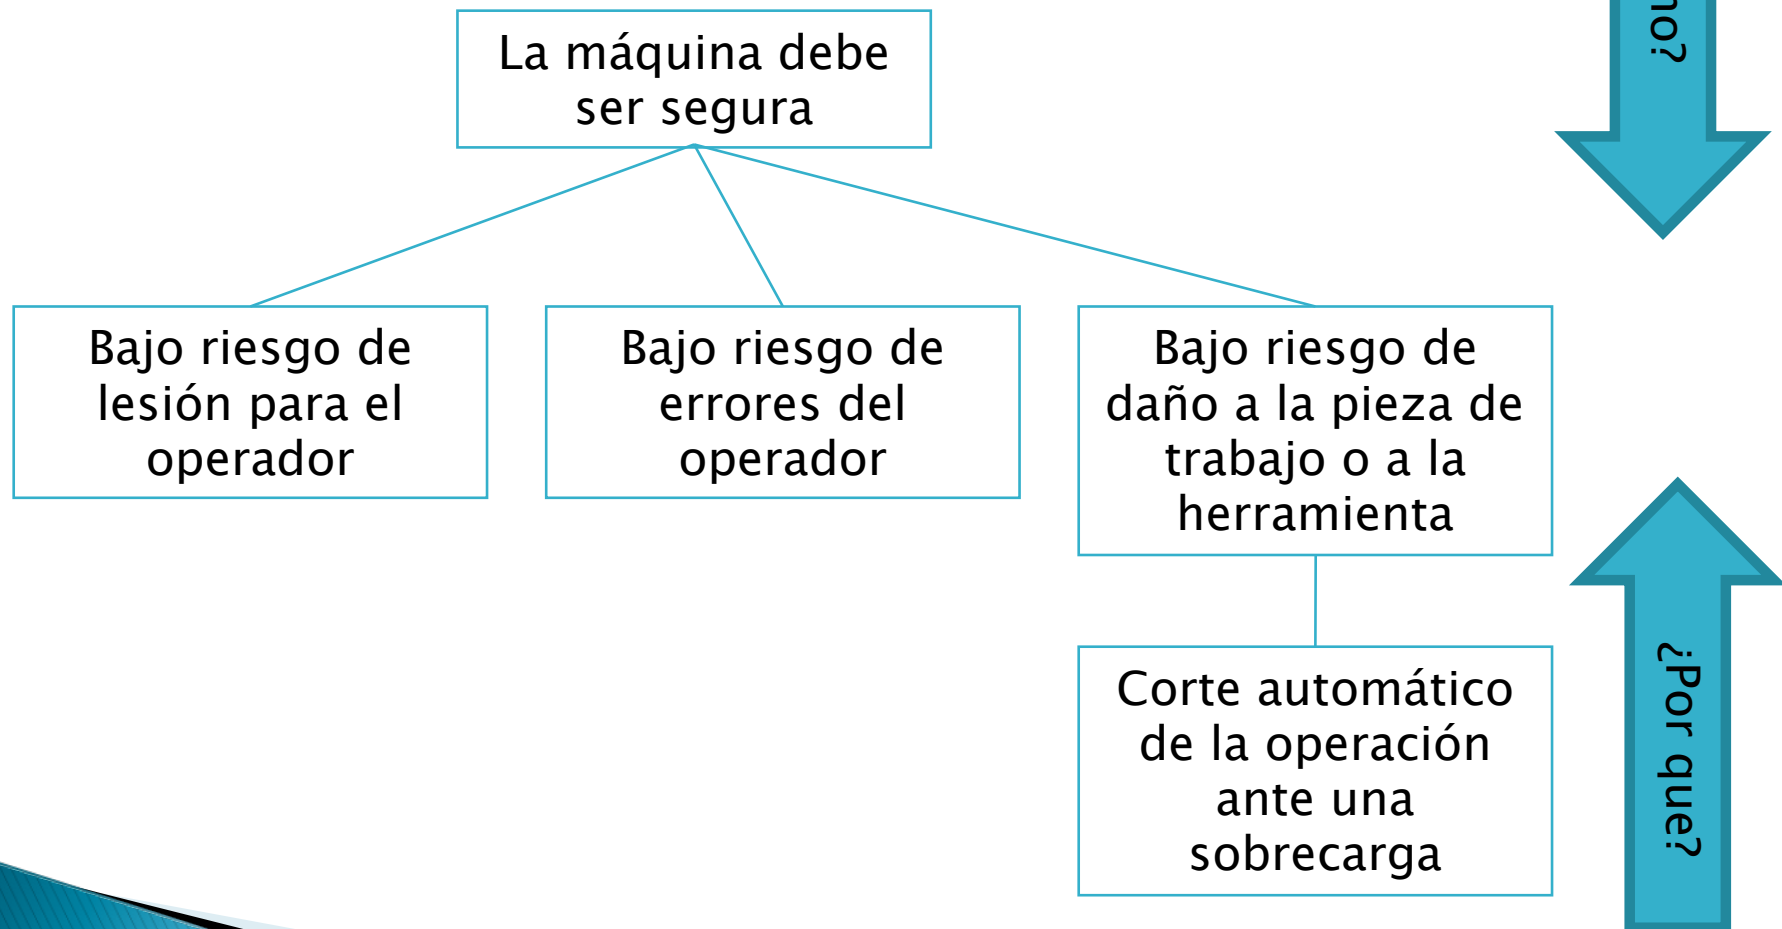 La máquina debe
ser segura
Bajo riesgo de
lesión para el
operador
Bajo riesgo de
errores del
operador
Bajo riesgo de
daño a la pieza de
trabajo o a la
herramienta
Corte automático
de la operación
ante una
sobrecarga
¿Por que?